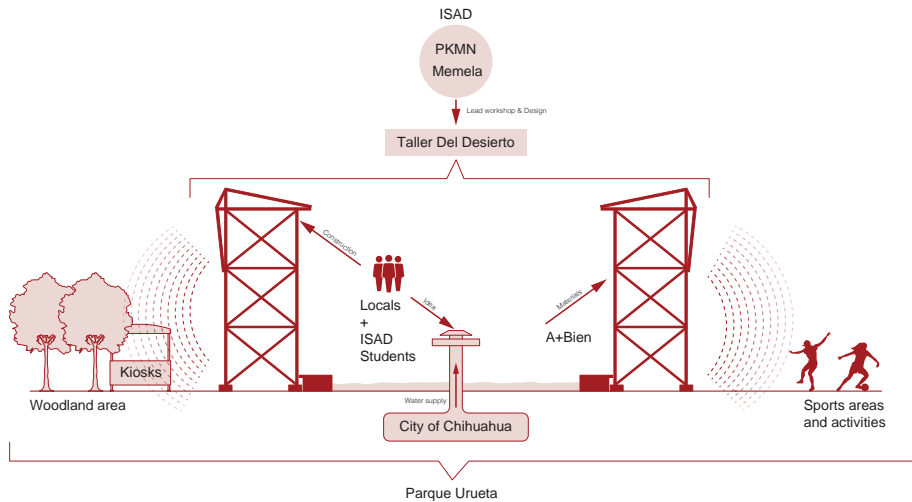 ISAD
PKMN
Memela
Lead workshop & Design
Taller Del Desierto
Construction
Idea
Materials
Locals
+
ISAD
Students
A+Bien
Kiosks
Water supply
Woodland area
City of Chihuahua
Sports areas
and activities
Parque Urueta